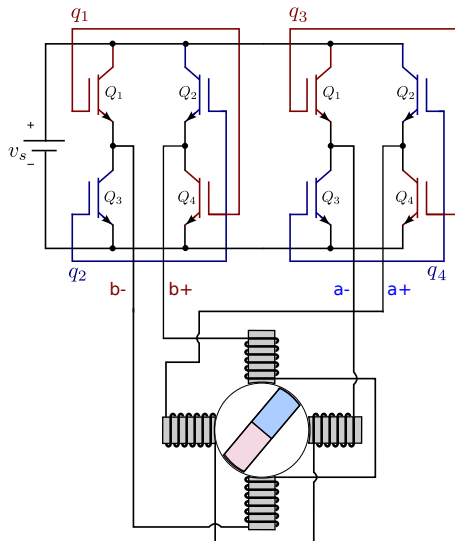 q1 q3
Q1 Q2 Q1 Q2
+
vs
−
Q3 Q4 Q3 Q4
q2 q4
b- b+ a- a+